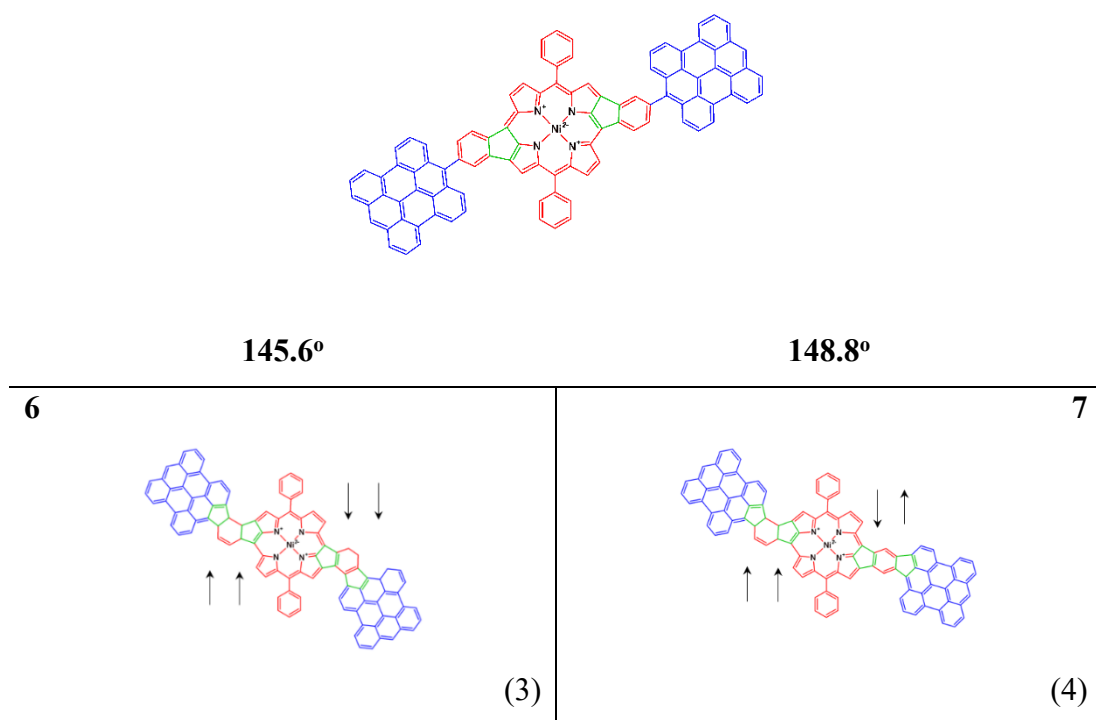 N⁺ N
Ni²⁻
N N⁺
145.6º 148.8º
6 7
N⁺ N
Ni²⁻
N N⁺
N⁺ N
Ni²⁻
N N⁺
(3) (4)